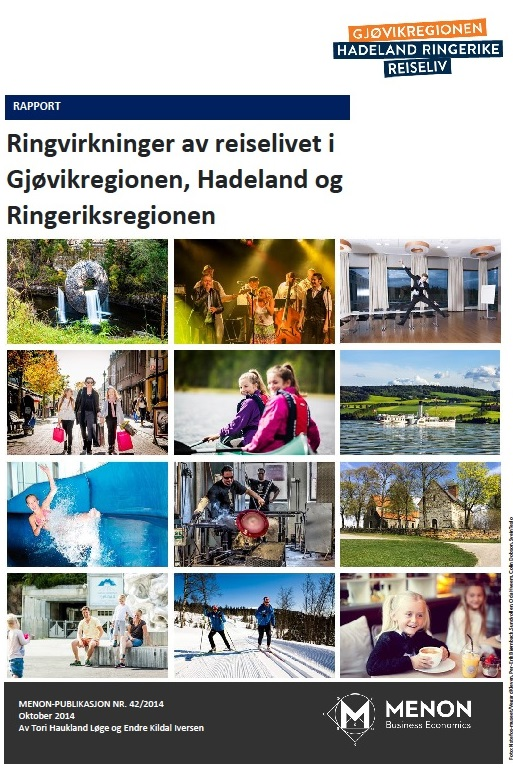 GJØVIKREGIONEN
HADELAND RINGERIKE
REISELIV
RAPPORT
Ringvirkninger av reiselivet i
Gjøvikregionen, Hadeland og
Ringeriksregionen
MENON-PUBLIKASJON NR. 42/2014
Oktober 2014
Av Tori Haukland Løge og Endre Kildal Iversen
MENON
Business Economics